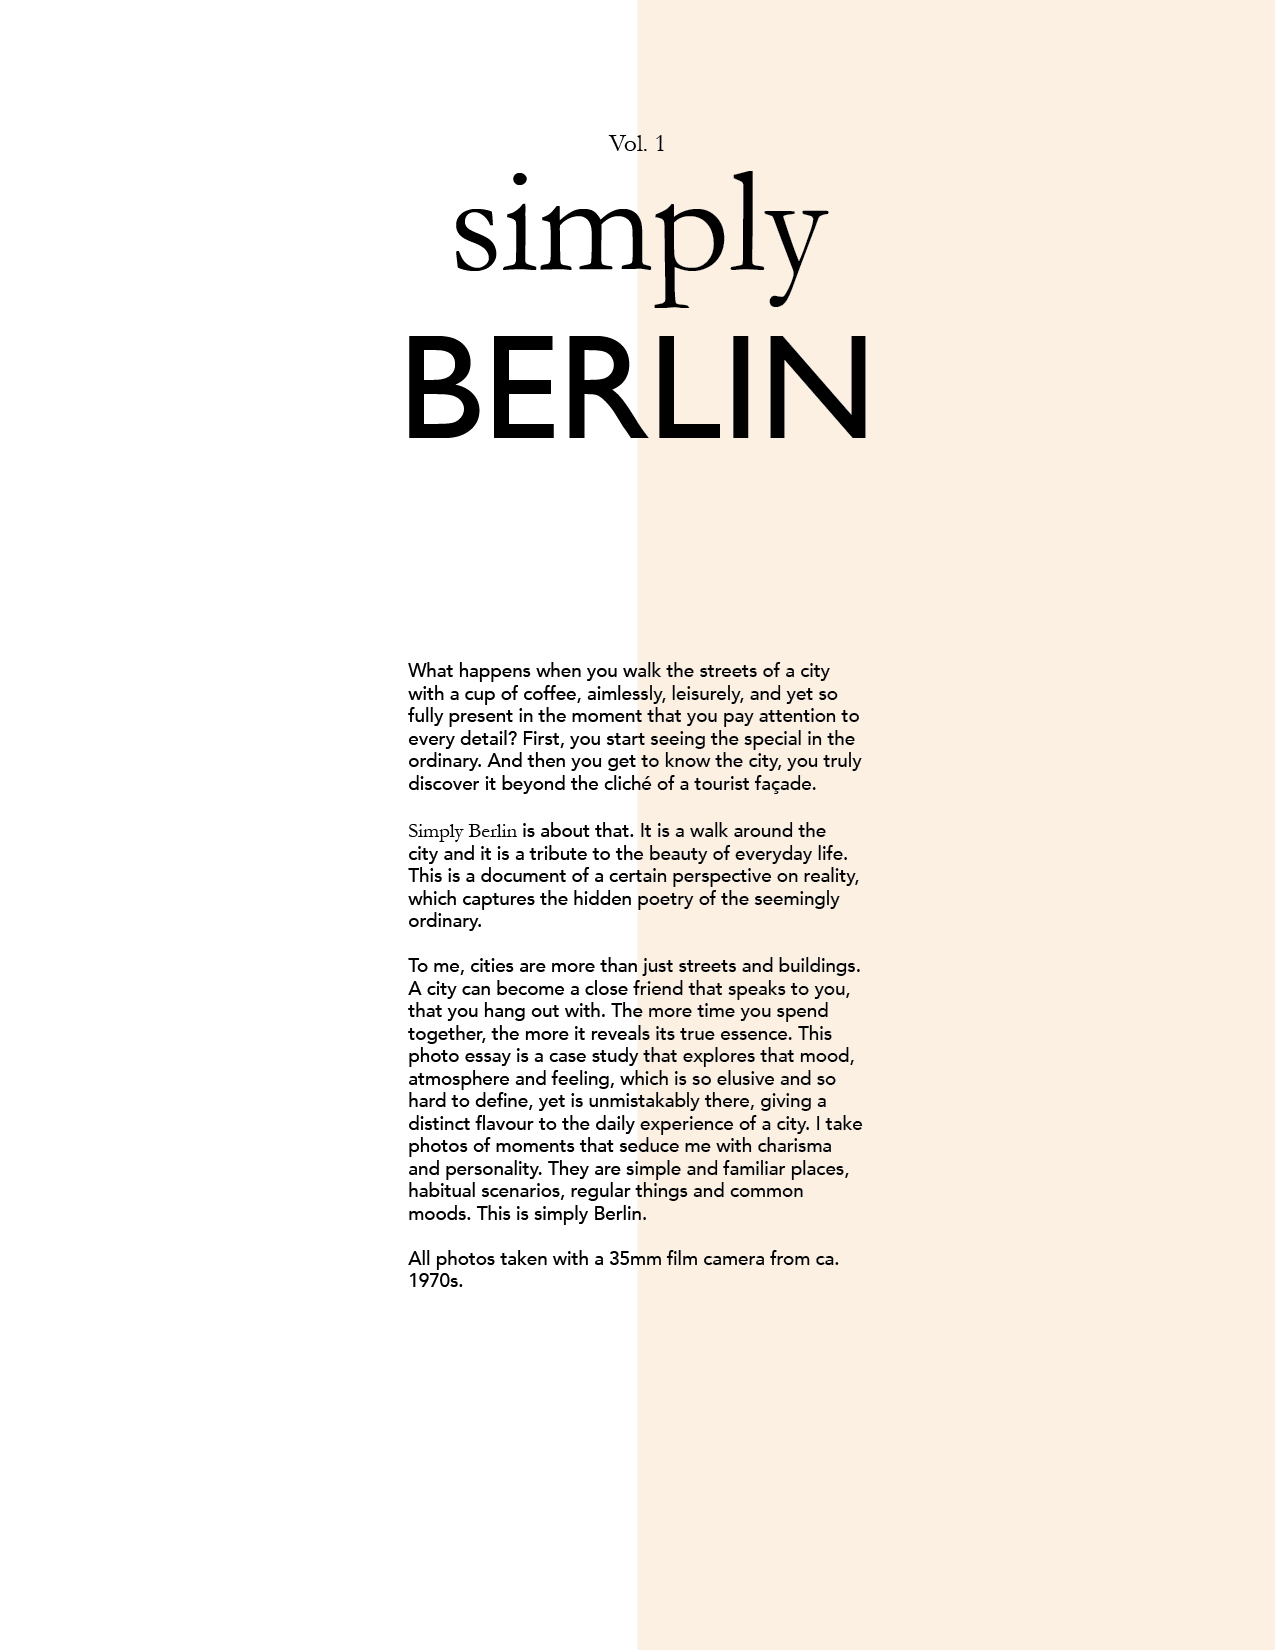 Vol. 1
simply
BERLIN
What happens when you walk the streets of a city
with a cup of coffee, aimlessly, leisurely, and yet so
fully present in the moment that you pay attention to
every detail? First, you start seeing the special in the
ordinary. And then you get to know the city, you truly
discover it beyond the cliché of a tourist façade.
Simply Berlin is about that. It is a walk around the
city and it is a tribute to the beauty of everyday life.
This is a document of a certain perspective on reality,
which captures the hidden poetry of the seemingly
ordinary.
To me, cities are more than just streets and buildings.
A city can become a close friend that speaks to you,
that you hang out with. The more time you spend
together, the more it reveals its true essence. This
photo essay is a case study that explores that mood,
atmosphere and feeling, which is so elusive and so
hard to define, yet is unmistakably there, giving a
distinct flavour to the daily experience of a city. I take
photos of moments that seduce me with charisma
and personality. They are simple and familiar places,
habitual scenarios, regular things and common
moods. This is simply Berlin.
All photos taken with a 35mm film camera from ca.
1970s.